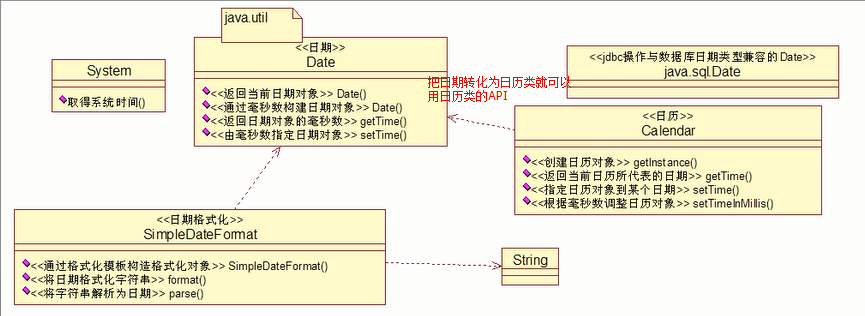 java.util
<<日期>>
Date
<<返回当前日期对象>> Date()
<<通过毫秒数构建日期对象>> Date()
<<返回日期对象的毫秒数>> getTime()
<<由毫秒数指定日期对象>> setTime()
System
取得系统时间()
把日期转化为日历类就可以
用日历类的API
<<jdbc操作与数据库日期类型兼容的Date>>
java.sql.Date
<<日历>>
Calendar
<<创建日历对象>> getInstance()
<<返回当前日历所代表的日期>> getTime()
<<指定日历对象到某个日期>> setTime()
<<根据毫秒数调整日历对象>> setTimeInMillis()
<<日期格式化>>
SimpleDateFormat
<<通过格式化模板构造格式化对象>> SimpleDateFormat()
<<将日期格式化字符串>> format()
<<将字符串解析为日期>> parse()
String